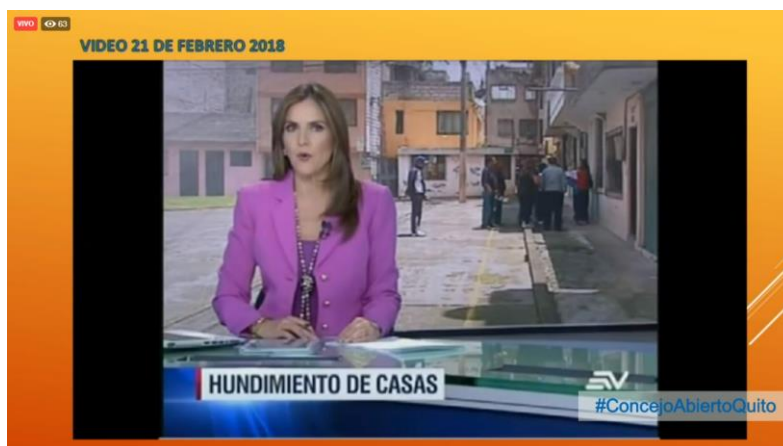 VIVO 63
VIDEO 21 DE FEBRERO 2018
HUNDIMIENTO DE CASAS
#ConcejoAbiertoQuito